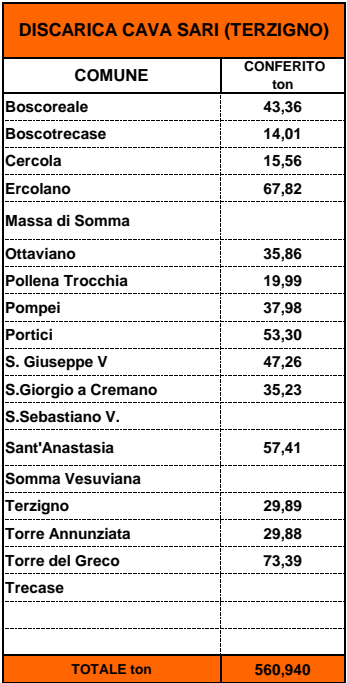 DISCARICA CAVA SARI (TERZIGNO)
COMUNE CONFERITO
ton
Boscoreale 43,36
Boscotrecase 14,01
Cercola 15,56
Ercolano 67,82
Massa di Somma
Ottaviano 35,86
Pollena Trocchia 19,99
Pompei 37,98
Portici 53,30
S. Giuseppe V 47,26
S.Giorgio a Cremano 35,23
S.Sebastiano V.
Sant'Anastasia 57,41
Somma Vesuviana
Terzigno 29,89
Torre Annunziata 29,88
Torre del Greco 73,39
Trecase
TOTALE ton 560,940